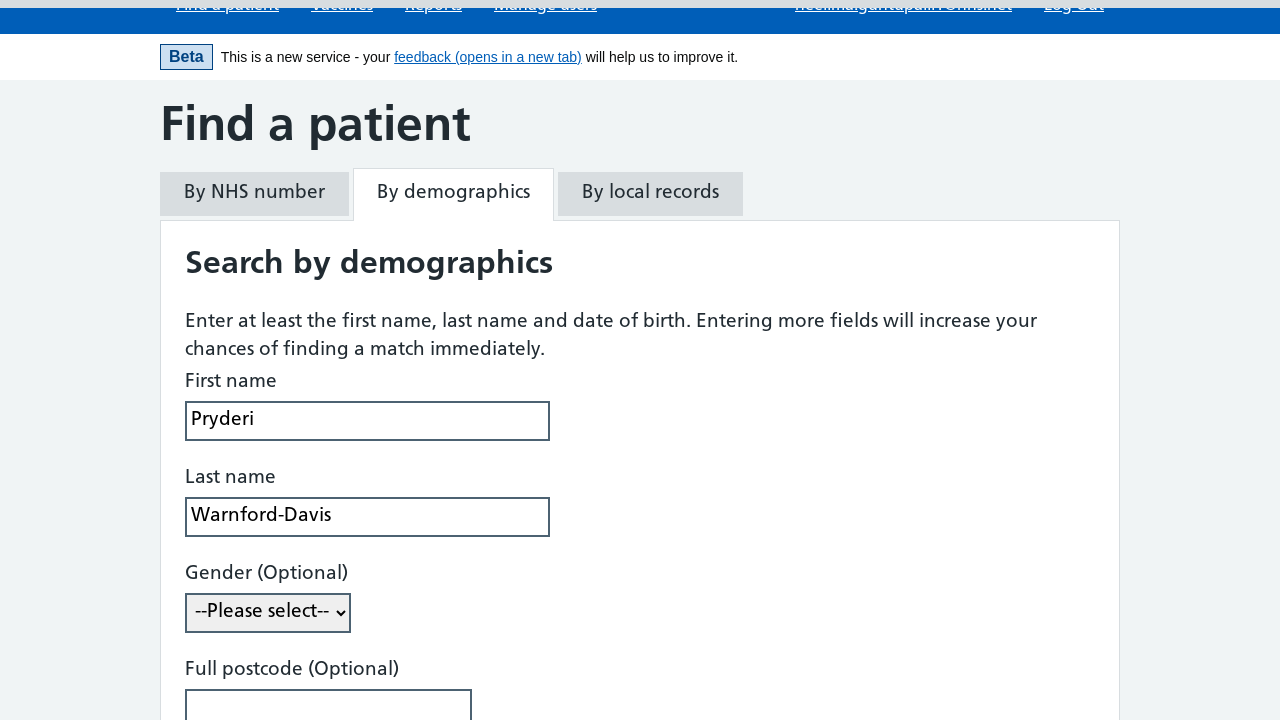 Find a patient Vaccines Reports Manage users Log Out
Beta This is a new service - your feedback (opens in a new tab) will help us to improve it.
Find a patient
By NHS number By demographics By local records
Search by demographics
Enter at least the first name, last name and date of birth. Entering more fields will increase your
chances of finding a match immediately.
First name
Pryderi
Last name
Warnford-Davis
Gender (Optional)
--Please select--
Full postcode (Optional)